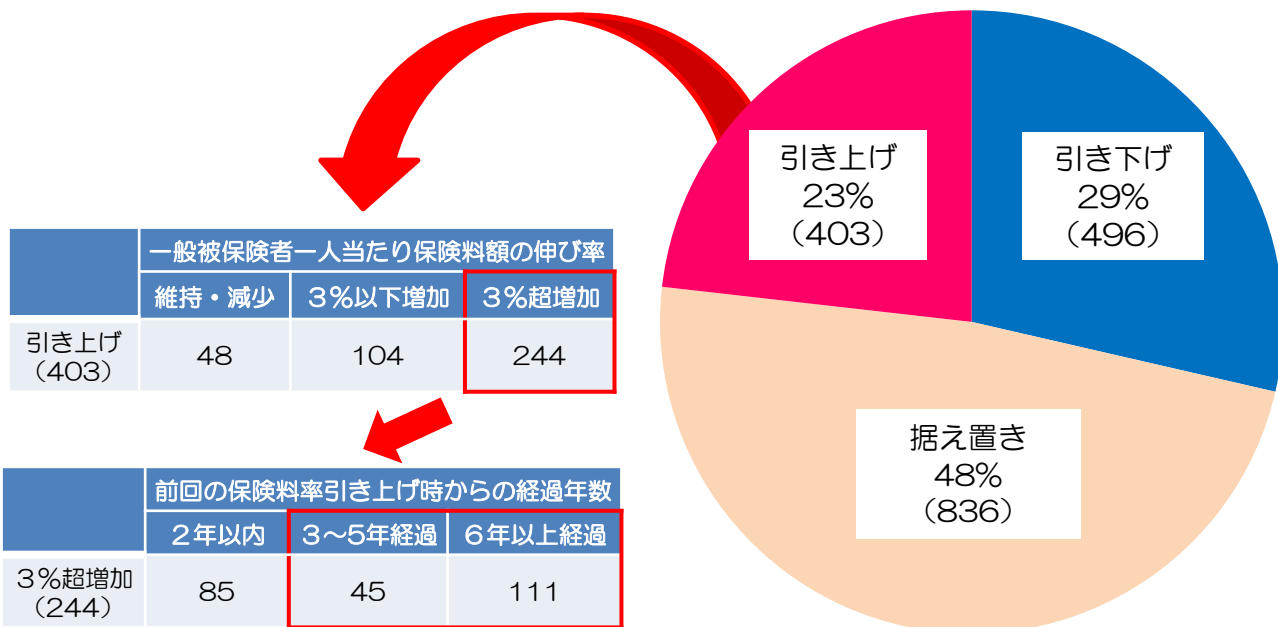 引き上げ
23%
（403）
引き下げ
29%
（496）
据え置き
48%
（836）
一般被保険者一人当たり保険料額の伸び率
維持・減少 3%以下増加 3%超増加
引き上げ
（403）
48 104 244
前回の保険料率引き上げ時からの経過年数
2年以内 3～5年経過 6年以上経過
3%超増加
（244）
85 45 111